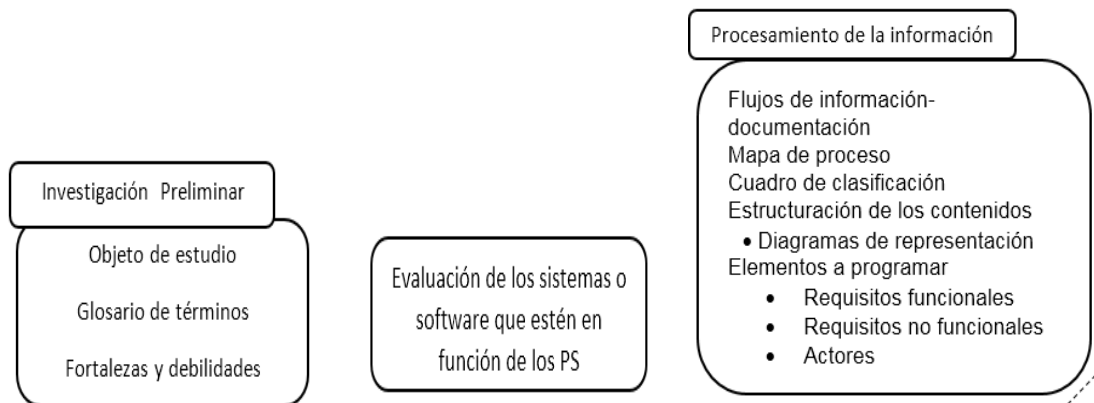 Investigación Preliminar
Objeto de estudio
Glosario de términos
Fortalezas y debilidades
Evaluación de los sistemas o
software que estén en
función de los PS
Procesamiento de la información
Flujos de información-
documentación
Mapa de proceso
Cuadro de clasificación
Estructuración de los contenidos
• Diagramas de representación
Elementos a programar
• Requisitos funcionales
• Requisitos no funcionales
• Actores